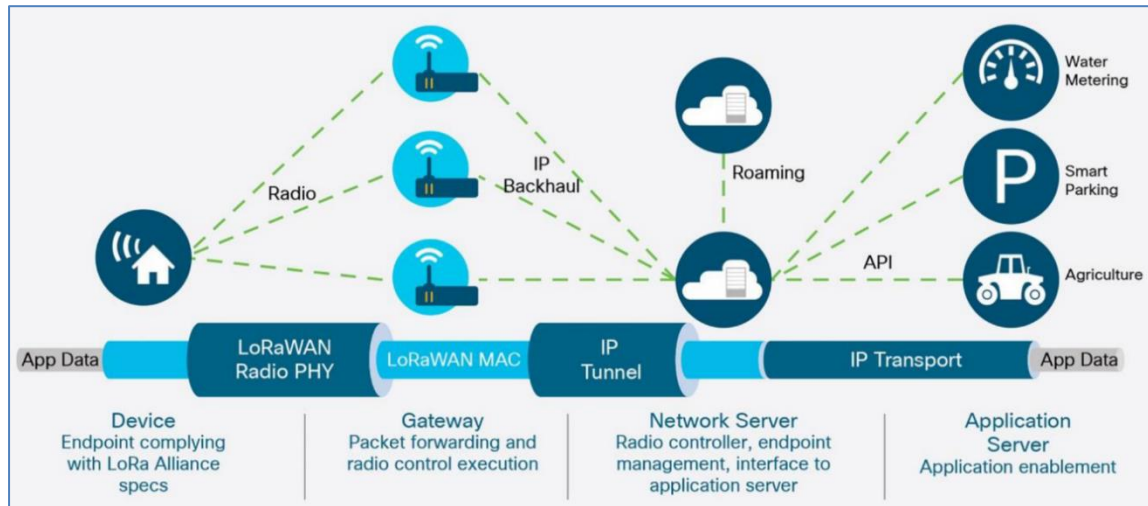 Water
Metering
IP
Backhaul
Radio
Roaming
P
Smart
Parking
API
Agriculture
App Data
LoRaWAN
Radio PHY
LoRaWAN MAC
IP
Tunnel
IP Transport
App Data
Device
Endpoint complying
with LoRa Alliance
specs
Gateway
Packet forwarding and
radio control execution
Network Server
Radio controller, endpoint
management, interface to
application server
Application
Server
Application enablement